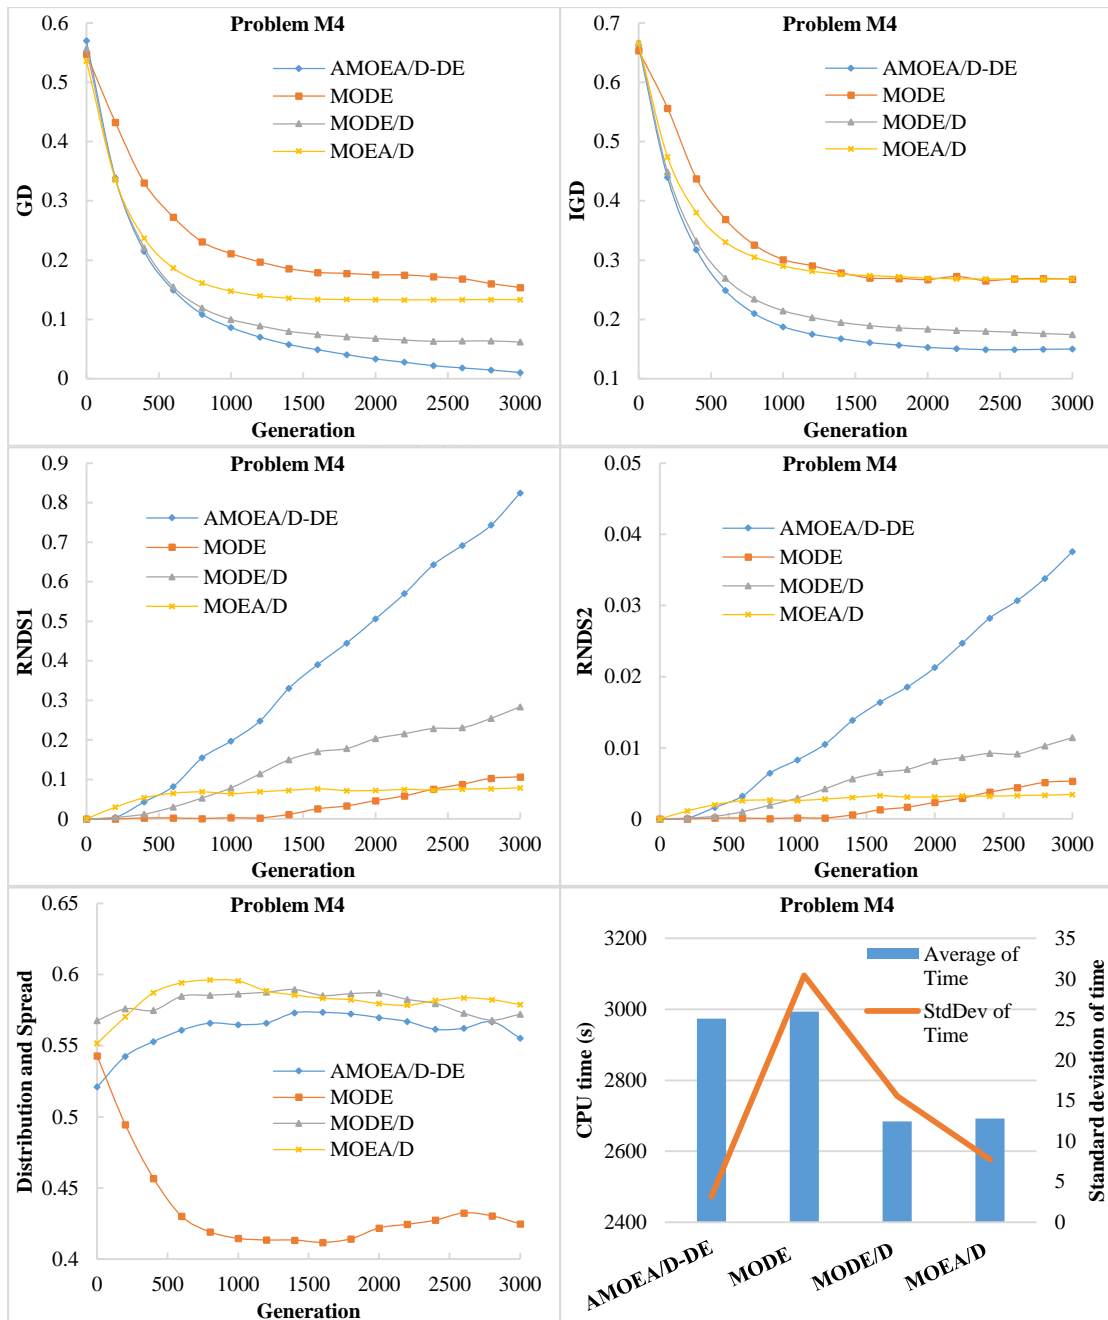 Problem M4
0.6
0.5
0.4
0.3
0.2
0.1
0
GD
AMOEA/D-DE
MODE
MODE/D
MOEA/D
0 500 1000 1500 2000 2500 3000
Generation
Problem M4
0.7
0.6
0.5
0.4
0.3
0.2
0.1
IGD
AMOEA/D-DE
MODE
MODE/D
MOEA/D
0 500 1000 1500 2000 2500 3000
Generation
Problem M4
0.9
0.8
0.7
0.6
0.5
0.4
0.3
0.2
0.1
0
RNDS1
AMOEA/D-DE
MODE
MODE/D
MOEA/D
0 500 1000 1500 2000 2500 3000
Generation
Problem M4
0.05
0.04
0.03
0.02
0.01
0
RNDS2
AMOEA/D-DE
MODE
MODE/D
MOEA/D
0 500 1000 1500 2000 2500 3000
Generation
Problem M4
0.65
0.6
0.55
0.5
0.45
0.4
Distribution and Spread
AMOEA/D-DE
MODE
MODE/D
MOEA/D
0 500 1000 1500 2000 2500 3000
Generation
Problem M4
3200
3000
2800
2600
2400
CPU time (s)
Average of
Time
StdDev of
Time
35
30
25
20
15
10
5
0
Standard deviation of time
AMOEA/D-DE
MODE
MODE/D
MOEA/D